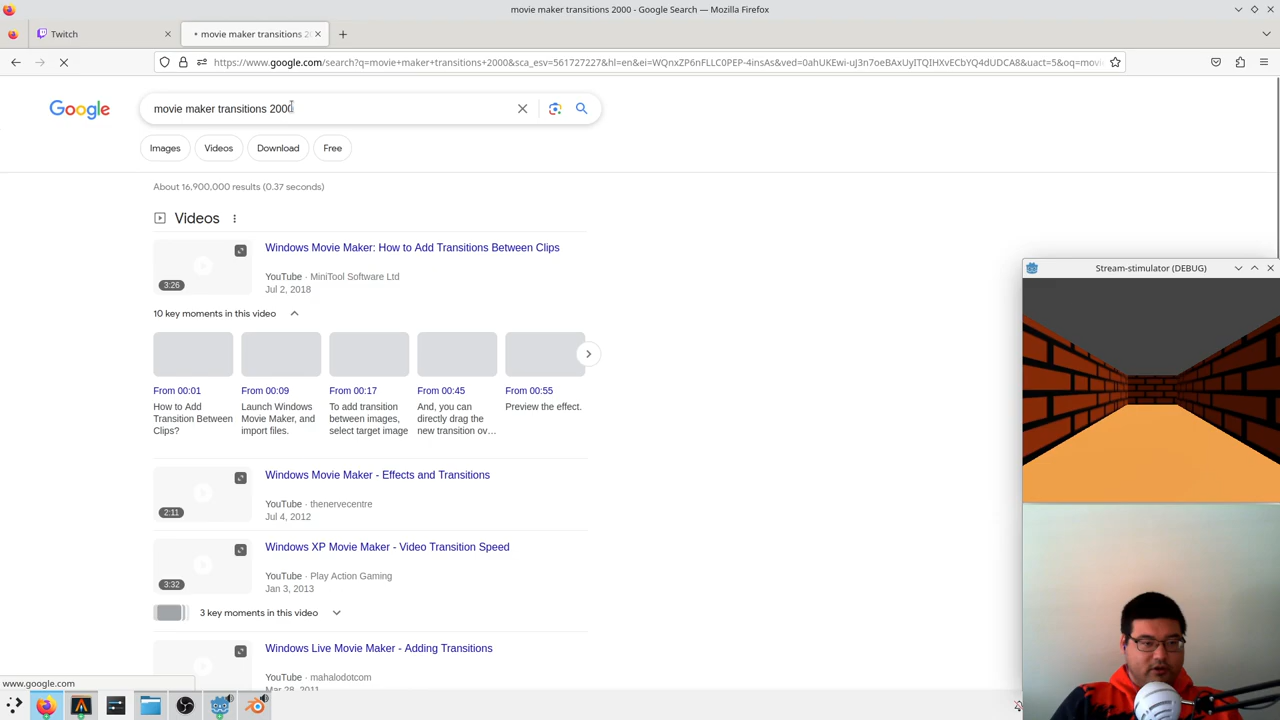 movie maker transitions 2000 - Google Search — Mozilla Firefox
Twitch
movie maker transitions 20
https://www.google.com/search?q=movie+maker+transitions+2000&sca_esv=561727227&hl=en&ei=WQnxZP6nFLLC0PEP-4insAs&ved=0ahUKEwi-uJ3n7oeBAxUyITQIHXvECbYQ4dUDCA8&uact=5&oq=movi
Google
movie maker transitions 2000
Images
Videos
Download
Free
About 16,900,000 results (0.37 seconds)
Videos
Windows Movie Maker: How to Add Transitions Between Clips
YouTube · MiniTool Software Ltd
Jul 2, 2018
3:26
10 key moments in this video
From 00:01
How to Add
Transition Between
Clips?
From 00:09
Launch Windows
Movie Maker, and
import files.
From 00:17
To add transition
between images,
select target image
From 00:45
And, you can
directly drag the
new transition ov…
From 00:55
Preview the effect.
Windows Movie Maker - Effects and Transitions
YouTube · thenervecentre
Jul 4, 2012
2:11
Windows XP Movie Maker - Video Transition Speed
YouTube · Play Action Gaming
Jan 3, 2013
3:32
3 key moments in this video
Windows Live Movie Maker - Adding Transitions
YouTube · mahalodotcom
Mar 28, 2011
www.google.com
Stream-stimulator (DEBUG)